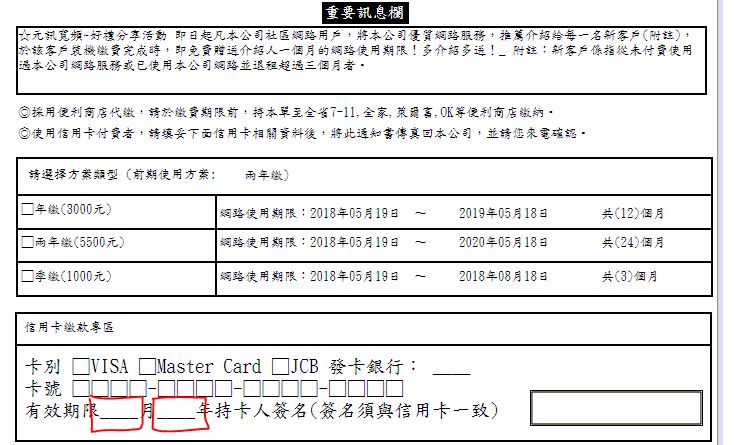 重要訊息欄
☆元訊寬頻~好禮分享活動 即日起凡本公司社區網路用戶，將本公司優質網路服務，推薦介紹給每一名新客戶(附註)，
於該客戶裝機繳費完成時，即免費贈送介紹人一個月的網路使用期限！多介紹多送！_ 附註：新客戶係指從未付費使用
過本公司網路服務或已使用本公司網路並退租超過三個月者。
◎採用便利商店代繳，請於繳費期限前，持本單至全省7-11,全家,萊爾富,OK等便利商店繳納。
◎使用信用卡付費者，請填妥下面信用卡相關資料後，將此通知書傳真回本公司，並請您來電確認。
請選擇方案類型 (前期使用方案: 兩年繳)
□年繳(3000元) 網路使用期限：2018年05月19日 ～ 2019年05月18日 共(12)個月
□兩年繳(5500元) 網路使用期限：2018年05月19日 ～ 2020年05月18日 共(24)個月
□季繳(1000元) 網路使用期限：2018年05月19日 ～ 2018年08月18日 共(3)個月
信用卡繳款專區
卡別 □VISA □Master Card □JCB 發卡銀行： ____
卡號 □□□□-□□□□-□□□□-□□□□
有效期限____月____年持卡人簽名(簽名須與信用卡一致)